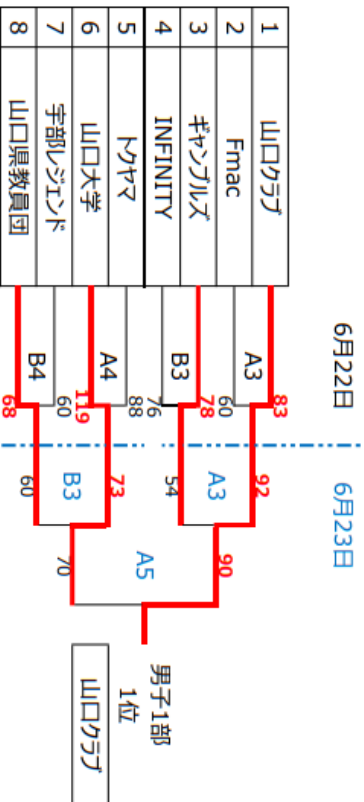 6月22日
6月23日
1 山口クラブ
2 Fmac
3 ギャンブルズ
4 INFINITY
5 トクヤマ
6 山口大学
7 宇部レジェンド
8 山口県教員団
A3
83
60
B3
78
76
A4
88
119
B4
60
68
A3
92
54
B3
73
60
A5
90
70
男子1部
1位
山口クラブ